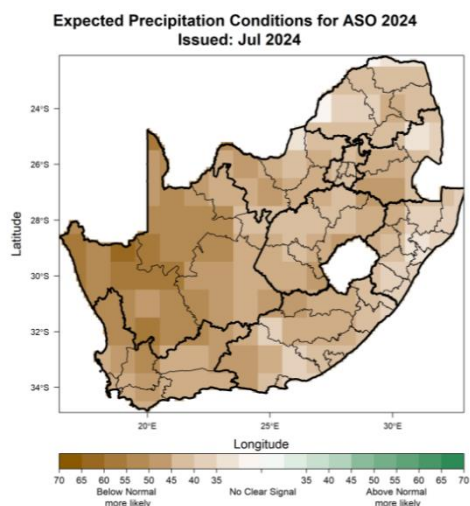 Expected Precipitation Conditions for ASO 2024
Issued: Jul 2024
24°S
26°S
28°S
30°S
32°S
34°S
Latitude
20°E
25°E
30°E
Longitude
70 65 60 55 50 45 40 35 35 40 45 50 55 60 65 70
Below Normal No Clear Signal Above Normal
more likely more likely